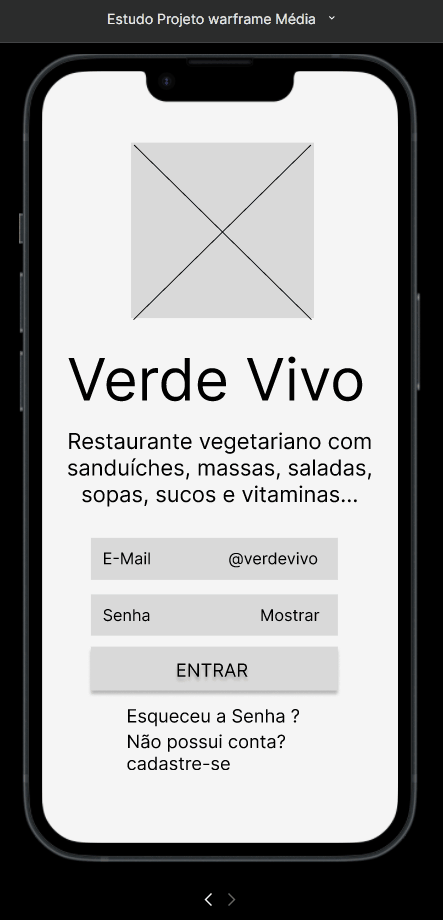 Estudo Projeto warframe Média
Verde Vivo
Restaurante vegetariano com
sanduíches, massas, saladas,
sopas, sucos e vitaminas...
E-Mail @verdevivo
Senha Mostrar
ENTRAR
Esqueceu a Senha ?
Não possui conta?
cadastre-se